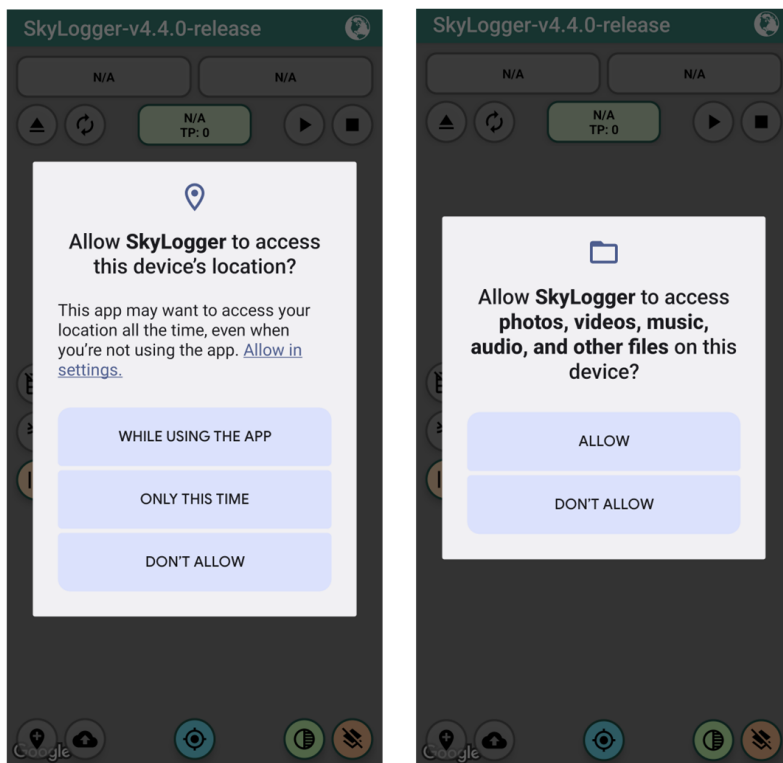 SkyLogger-v4.4.0-release
N/A
N/A
N/A
TP: 0
Allow SkyLogger to access
this device's location?
This app may want to access your
location all the time, even when
you're not using the app. Allow in
settings.
WHILE USING THE APP
ONLY THIS TIME
DON'T ALLOW
Google
SkyLogger-v4.4.0-release
N/A
N/A
N/A
TP: 0
Allow SkyLogger to access
photos, videos, music,
audio, and other files on this
device?
ALLOW
DON'T ALLOW
Google